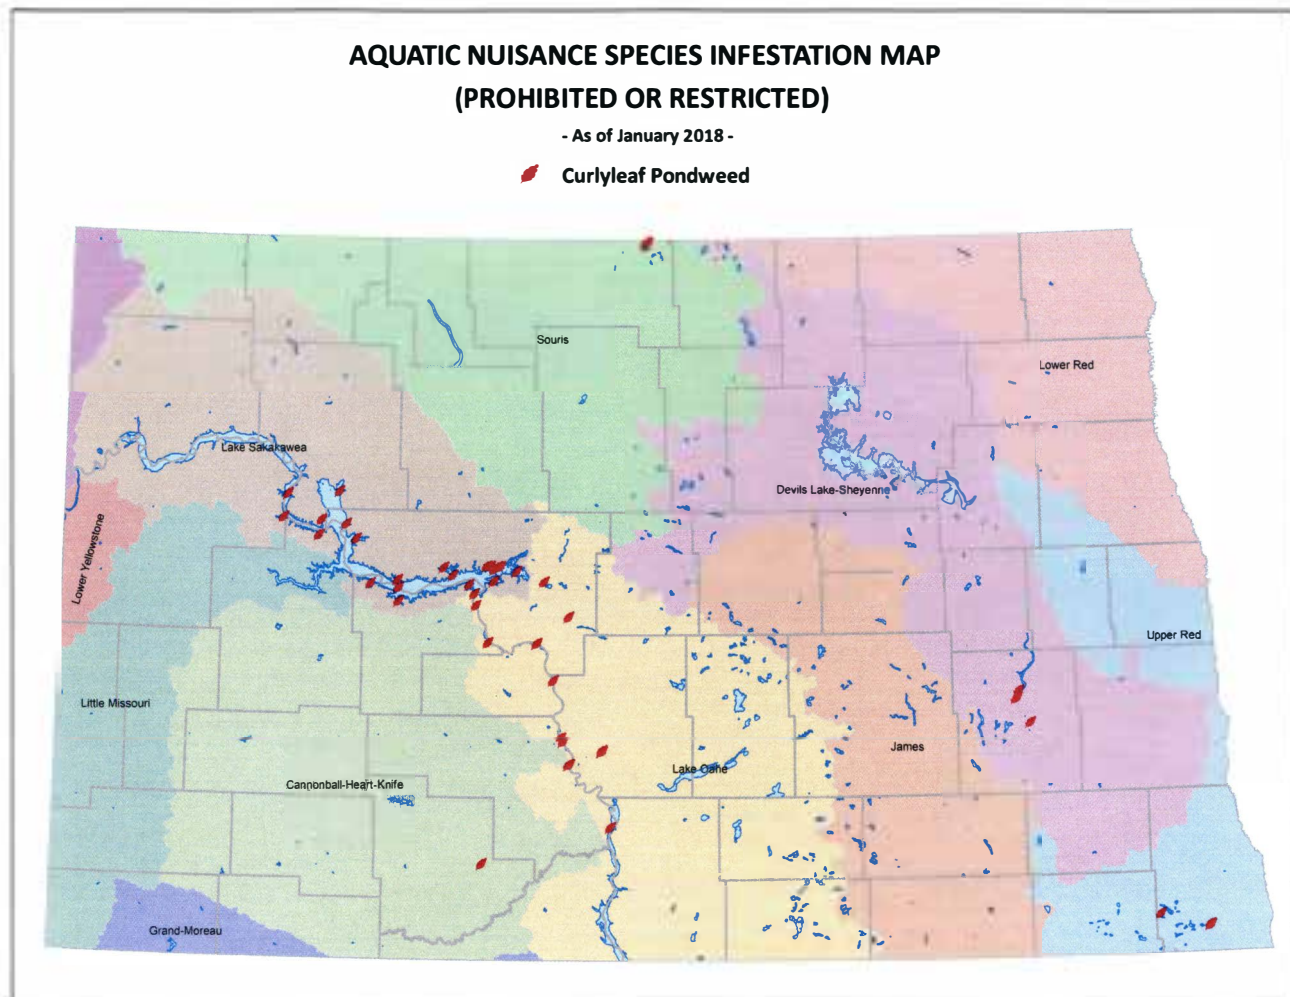 AQUATIC NUISANCE SPECIES INFESTATION MAP
(PROHIBITED OR RESTRICTED)
- As of January 2018 -
Curlyleaf Pondweed
Souris
Lower Red
Lake Sakakawea
Devils Lake-Sheyenne
Lower Yellowstone
Upper Red
Little Missouri
James
Lake Oahe
Cannonball-Heart-Knife
Grand-Moreau